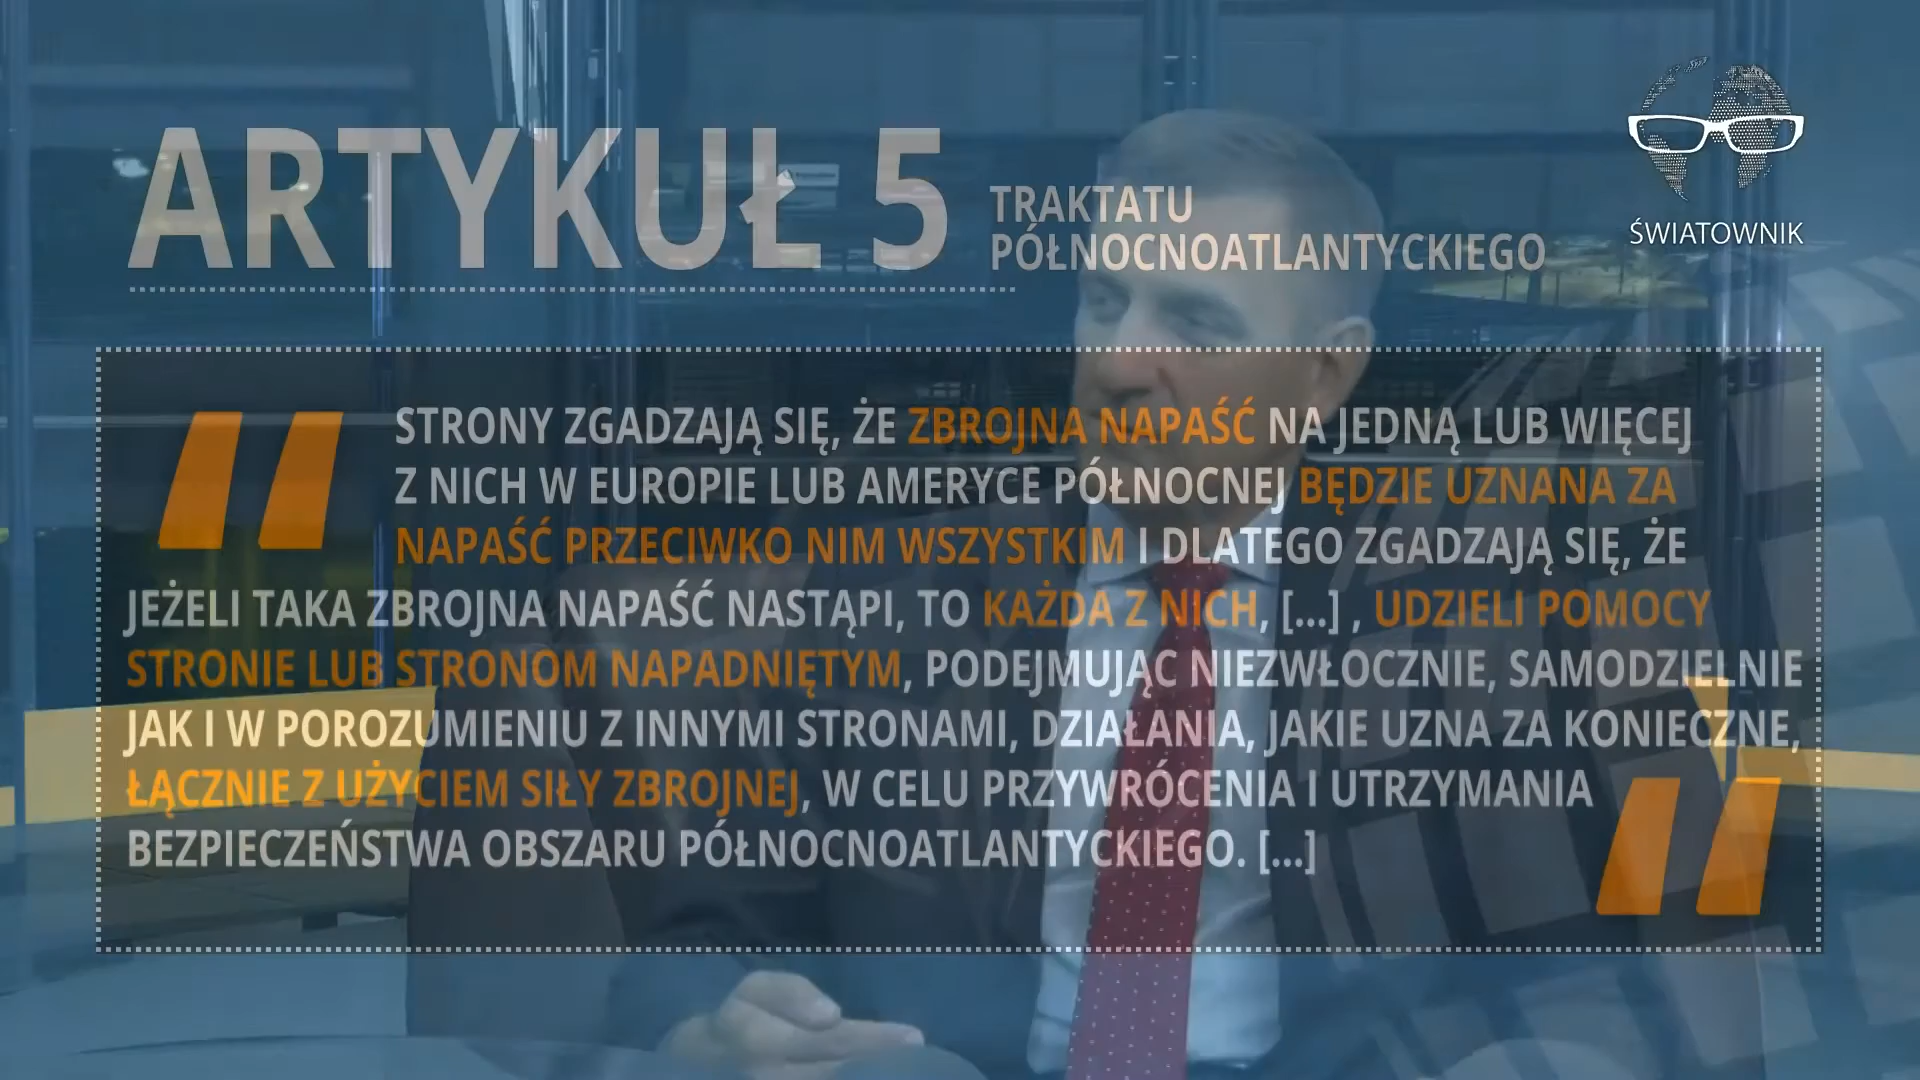 ARTYKUŁ 5
TRAKTATU
PÓŁNOCNOATLANTYCKIEGO
ŚWIATOWNIK
STRONY ZGADZAJĄ SIĘ, ŻE ZBROJNA NAPAŚĆ NA JEDNĄ LUB WIĘCEJ
Z NICH W EUROPIE LUB AMERYCE PÓŁNOCNEJ BĘDZIE UZNANA ZA
NAPAŚĆ PRZECIWKO NIM WSZYSTKIM I DLATEGO ZGADZAJĄ SIĘ, ŻE
JEŻELI TAKA ZBROJNA NAPAŚĆ NASTĄPI, TO KAŻDA Z NICH, [...] , UDZIELI POMOCY
STRONIE LUB STRONOM NAPADNIĘTYM, PODEJMUJĄC NIEZWŁOCZNIE, SAMODZIELNIE
JAK I W POROZUMIENIU Z INNYMI STRONAMI, DZIAŁANIA, JAKIE UZNA ZA KONIECZNE,
ŁĄCZNIE Z UŻYCIEM SIŁY ZBROJNEJ, W CELU PRZYWRÓCENIA I UTRZYMANIA
BEZPIECZEŃSTWA OBSZARU PÓŁNOCNOATLANTYCKIEGO. [...]